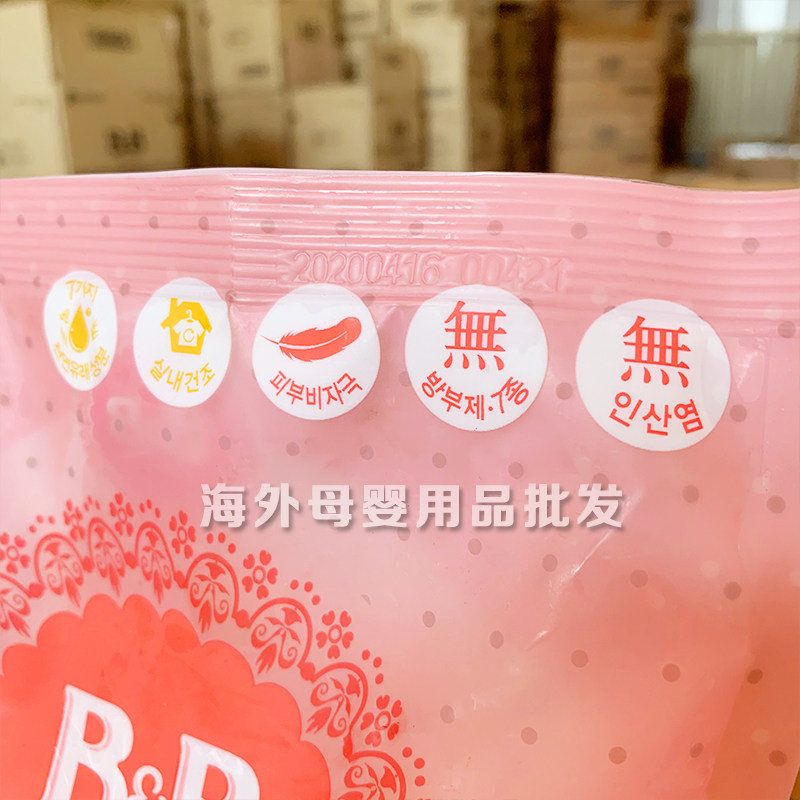 20200416 00421
7가지
실내건조
피부비자극
無
방부제·7종
無
인산염
海外母婴用品批发
B&B